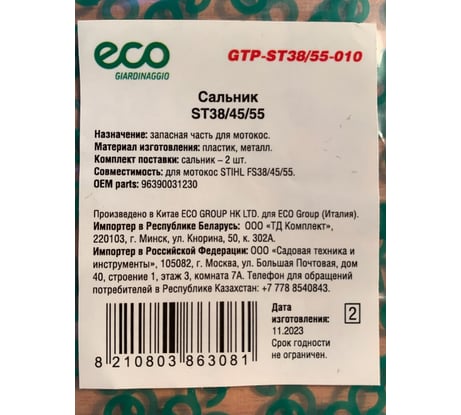 eco
GIARDINAGGIO
GTP-ST38/55-010
Сальник
ST38/45/55
Назначение: запасная часть для мотокос.
Материал изготовления: пластик, металл.
Комплект поставки: сальник – 2 шт.
Совместимость: для мотокос STIHL FS38/45/55.
OEM parts: 96390031230
Произведено в Китае ECO GROUP HK LTD. для ECO Group (Италия).
Импортер в Республике Беларусь: ООО «ТД Комплект»,
220103, г. Минск, ул. Кнорина, 50, к. 302А.
Импортер в Российской Федерации: ООО «Садовая техника и
инструменты», 105082, г. Москва, ул. Большая Почтовая, дом
40, строение 1, этаж 3, комната 7А. Телефон для обращений
потребителей в Республике Казахстан: +7 778 8540843.
Дата
изготовления:
11.2023
Срок годности
не ограничен.
2
8 210803 863081